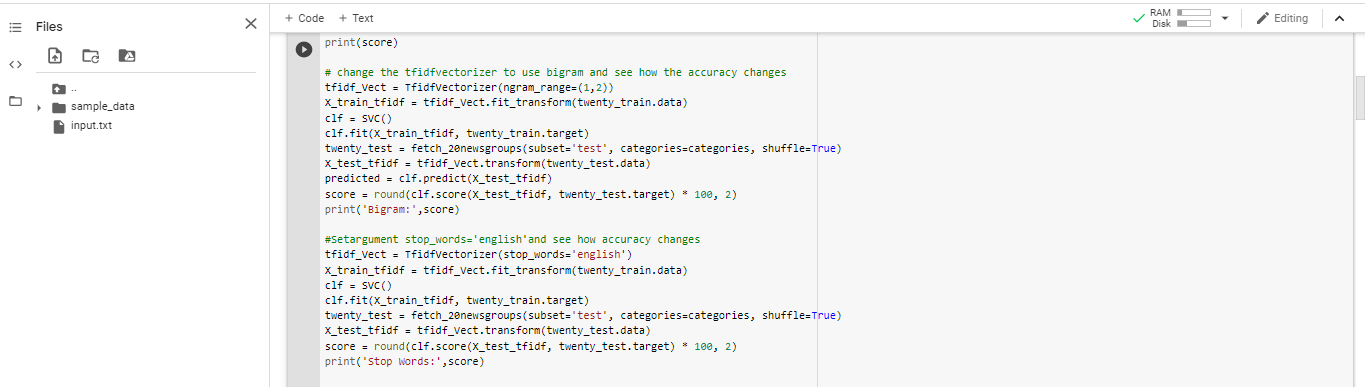 Files
+ Code + Text
RAM
Disk
Editing
..
sample_data
input.txt
print(score)
# change the tfidfvectorizer to use bigram and see how the accuracy changes
tfidf_Vect = TfidfVectorizer(ngram_range=(1,2))
X_train_tfidf = tfidf_Vect.fit_transform(twenty_train.data)
clf = SVC()
clf.fit(X_train_tfidf, twenty_train.target)
twenty_test = fetch_20newsgroups(subset='test', categories=categories, shuffle=True)
X_test_tfidf = tfidf_Vect.transform(twenty_test.data)
predicted = clf.predict(X_test_tfidf)
score = round(clf.score(X_test_tfidf, twenty_test.target) * 100, 2)
print('Bigram:',score)
#Setargument stop_words='english'and see how accuracy changes
tfidf_Vect = TfidfVectorizer(stop_words='english')
X_train_tfidf = tfidf_Vect.fit_transform(twenty_train.data)
clf = SVC()
clf.fit(X_train_tfidf, twenty_train.target)
twenty_test = fetch_20newsgroups(subset='test', categories=categories, shuffle=True)
X_test_tfidf = tfidf_Vect.transform(twenty_test.data)
score = round(clf.score(X_test_tfidf, twenty_test.target) * 100, 2)
print('Stop Words:',score)